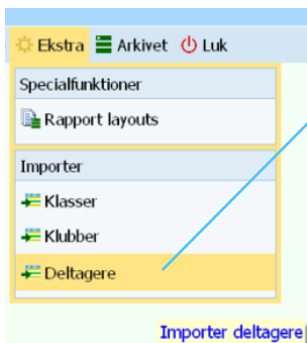 Ekstra Arkivet Luk
Specialfunktioner
Rapport layouts
Importer
Klasser
Klubber
Deltagere
Importer deltagere